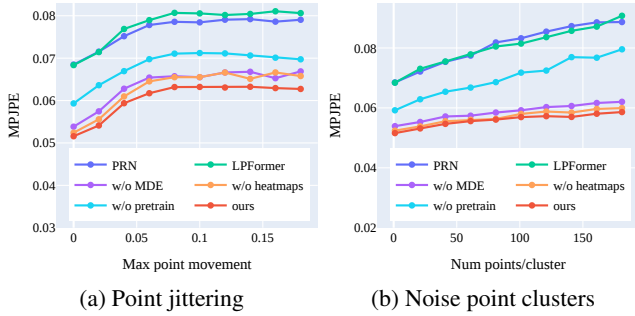 0.08
0.07
0.06
0.05
0.04
0.03
MPJPE
PRN
LPFormer
w/o MDE
w/o heatmaps
w/o pretrain
ours
0
0.05
0.1
0.15
Max point movement
(a) Point jittering
0.08
0.06
0.04
0.02
MPJPE
PRN
LPFormer
w/o MDE
w/o heatmaps
w/o pretrain
ours
0
50
100
150
Num points/cluster
(b) Noise point clusters